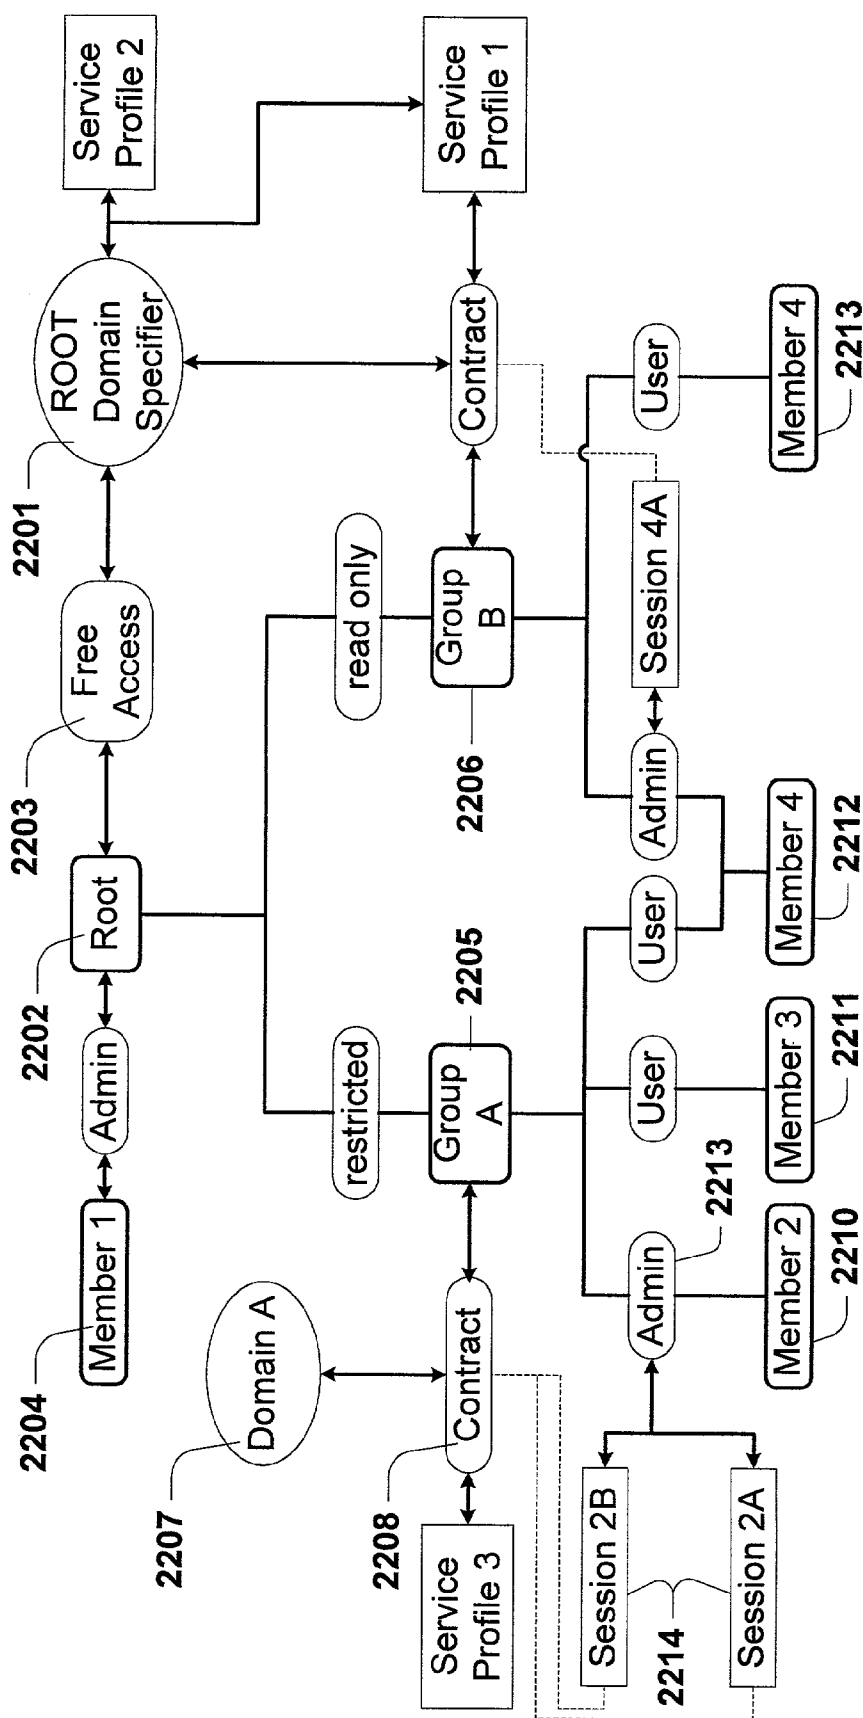 2204
Member 1
Admin
2202
Root
2203
Free
Access
2201
ROOT
Domain
Specifier
Service
Profile 2
2207
Domain A
restricted
read only
2208
Service
Profile 3
Contract
Group
A
2205
2206
Group
B
Contract
Service
Profile 1
2214
Session 2B
Session 2A
Admin
2213
User
User
Admin
Session 4A
User
Member 2
2210
Member 3
2211
Member 4
2212
Member 4
2213